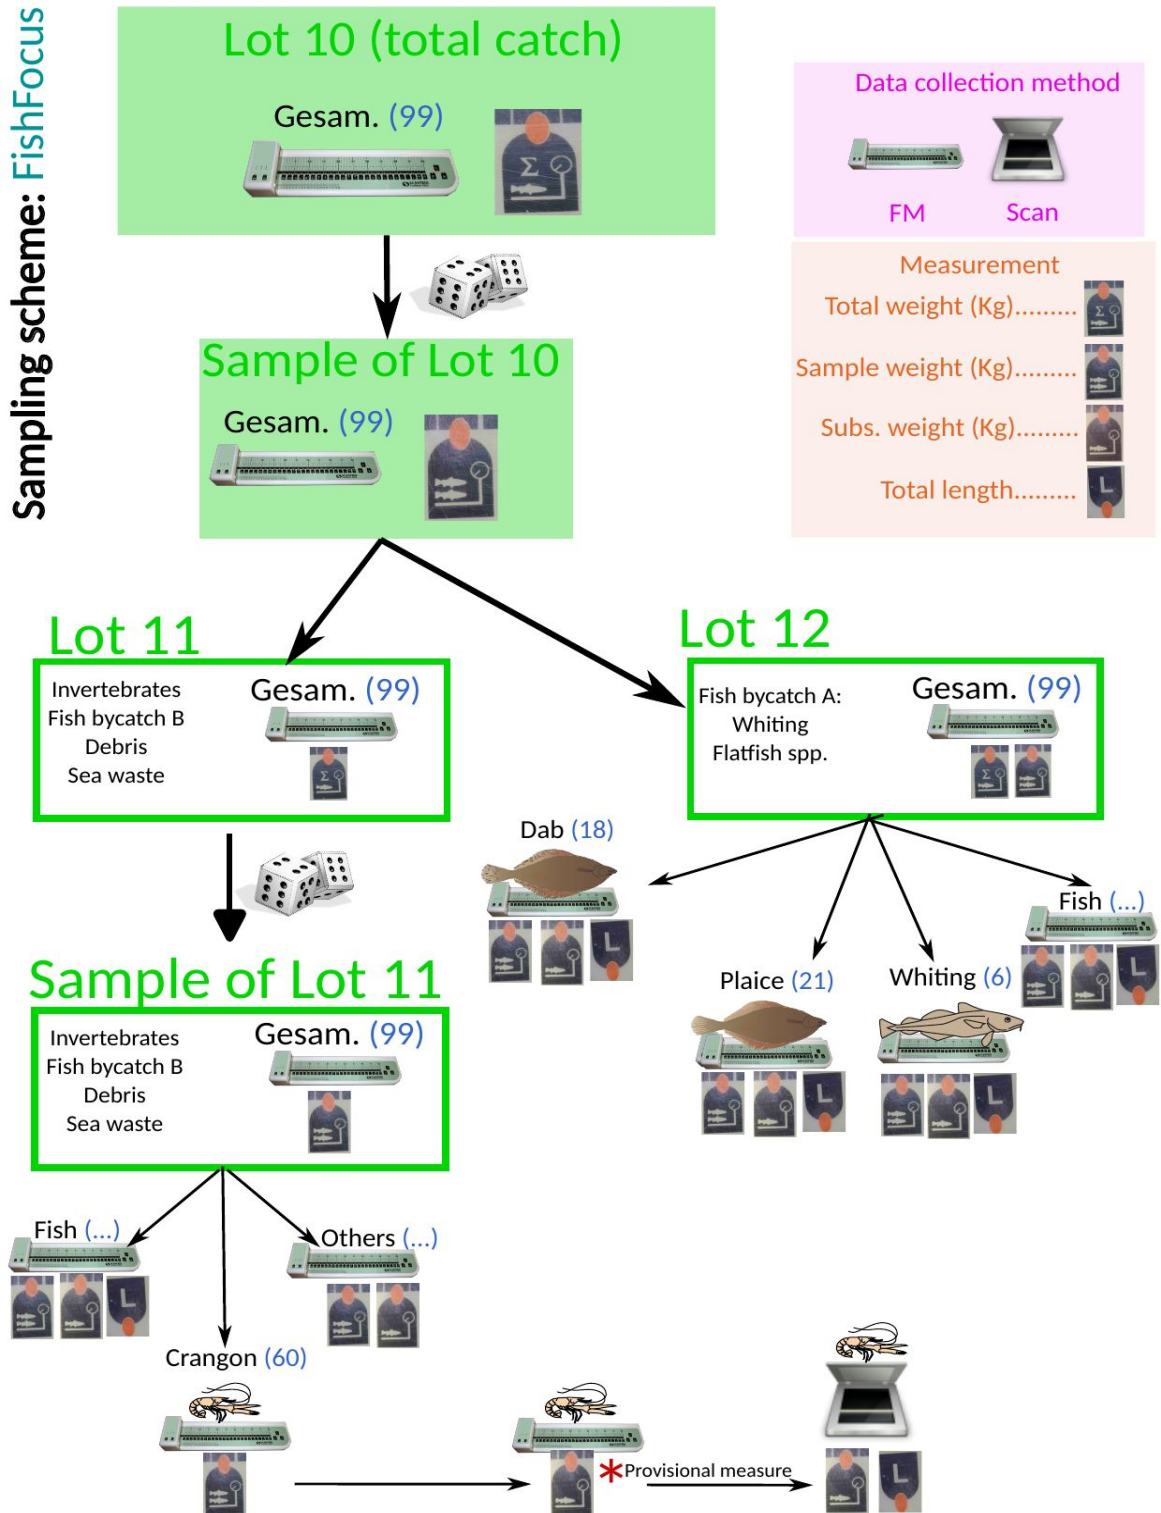 Sampling scheme: FishFocus
Lot 10 (total catch)
Gesam. (99)
Σ
Data collection method
FM
Scan
Measurement
Total weight (Kg).........
Σ
Sample weight (Kg).........
Subs. weight (Kg).........
Total length.........
L
Sample of Lot 10
Gesam. (99)
Lot 11
Invertebrates
Fish bycatch B
Debris
Sea waste
Gesam. (99)
Σ
Lot 12
Fish bycatch A:
Whiting
Flatfish spp.
Gesam. (99)
Σ
Dab (18)
L
Plaice (21)
L
Whiting (6)
L
Fish (...)
L
Sample of Lot 11
Invertebrates
Fish bycatch B
Debris
Sea waste
Gesam. (99)
Fish (...)
L
Others (...)
Crangon (60)
*Provisional measure
L